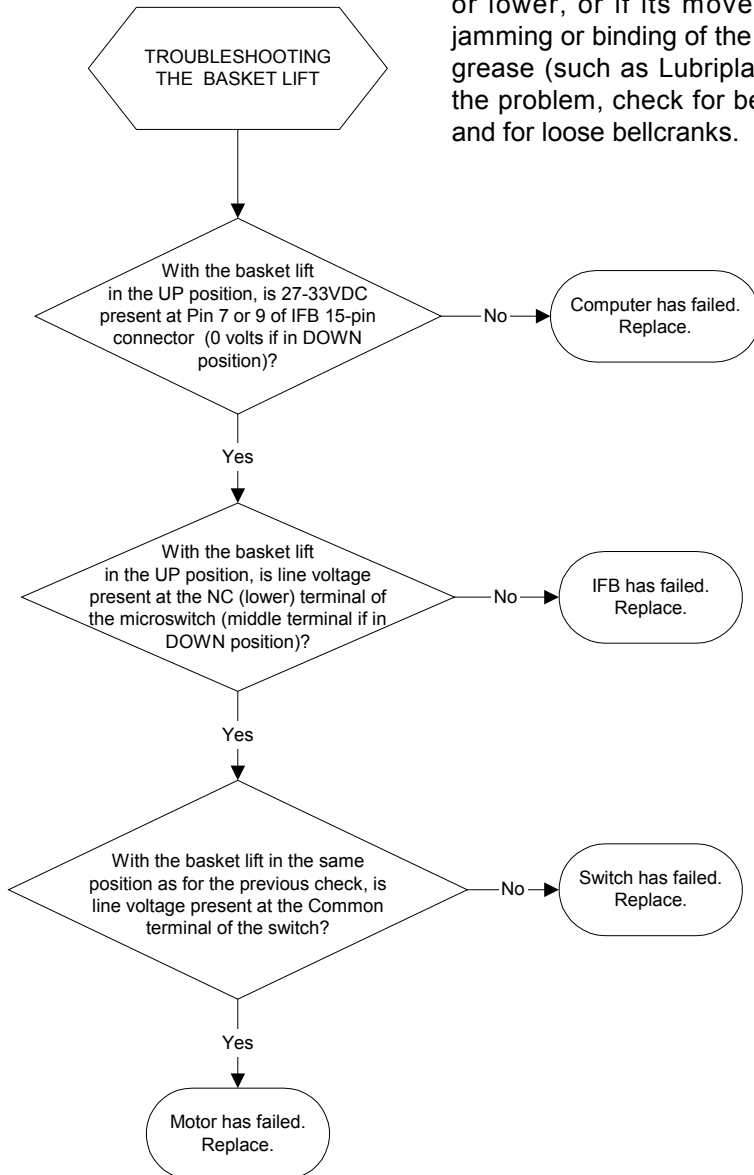 or lower, or if its move
jamming or binding of the
grease (such as Lubripla
the problem, check for be
and for loose bellcranks.
TROUBLESHOOTING
THE BASKET LIFT
With the basket lift
in the UP position, is 27-33VDC
present at Pin 7 or 9 of IFB 15-pin
connector (0 volts if in DOWN
position)?
No
Computer has failed.
Replace.
Yes
With the basket lift
in the UP position, is line voltage
present at the NC (lower) terminal of
the microswitch (middle terminal if in
DOWN position)?
No
IFB has failed.
Replace.
Yes
With the basket lift in the same
position as for the previous check, is
line voltage present at the Common
terminal of the switch?
No
Switch has failed.
Replace.
Yes
Motor has failed.
Replace.